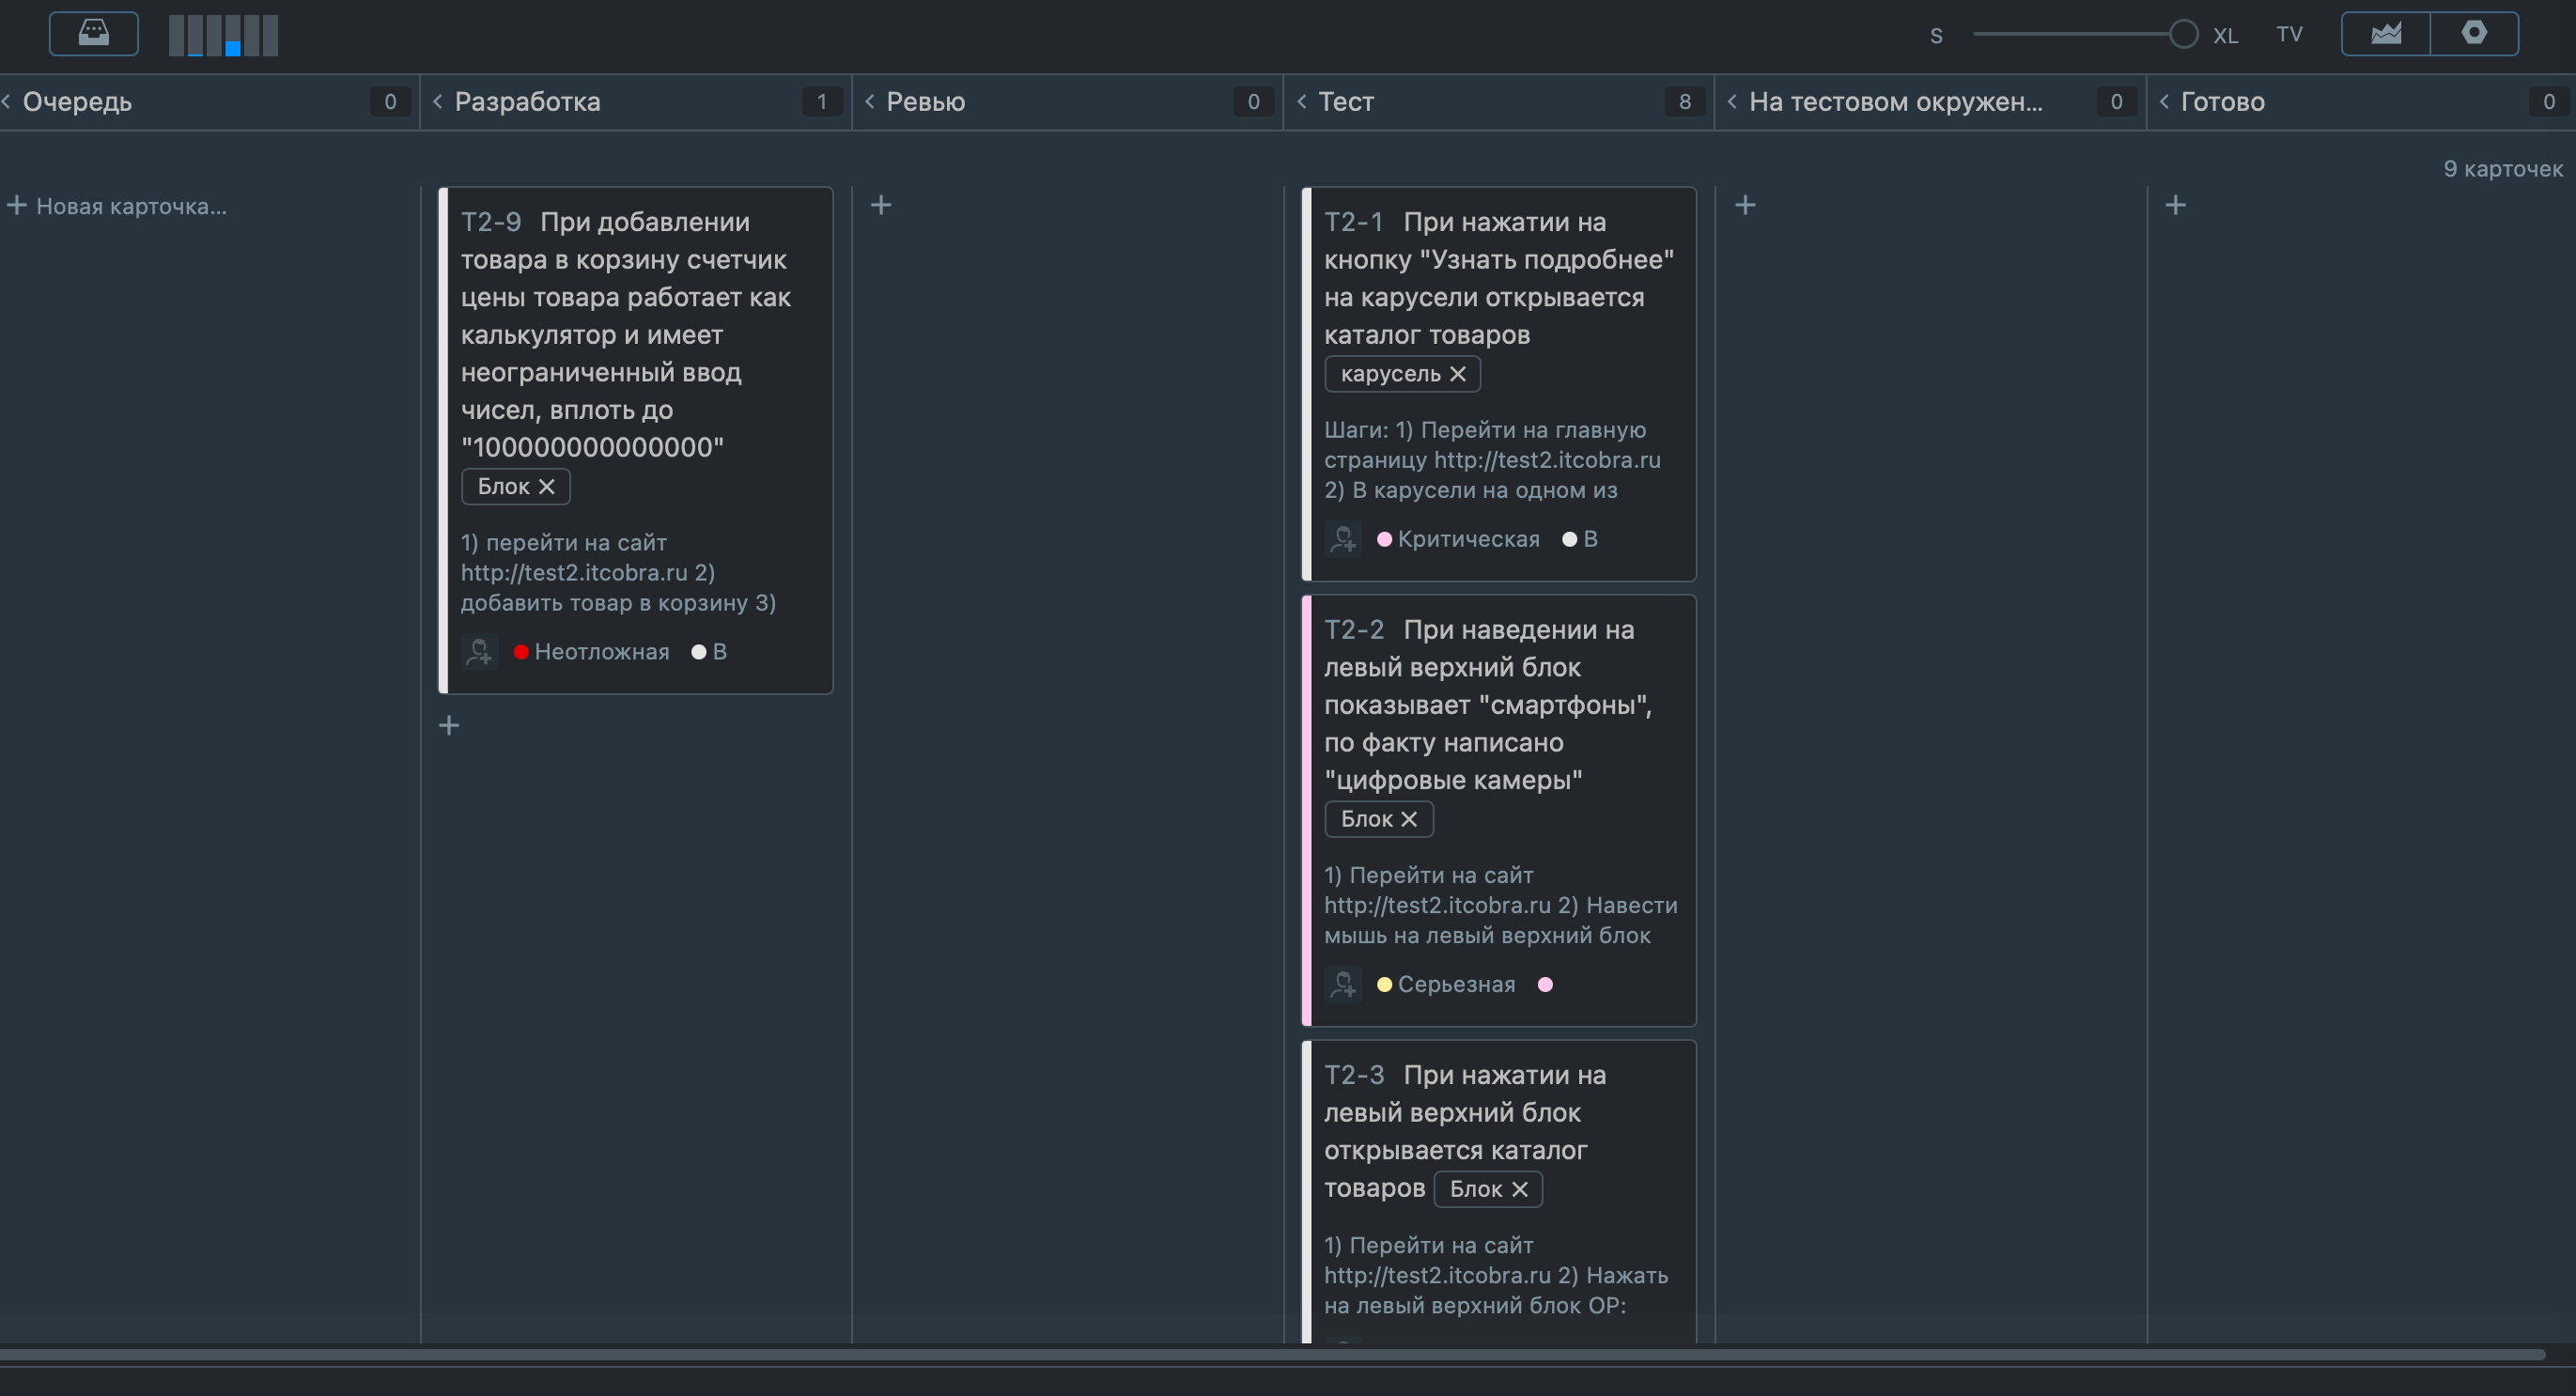 S XL TV
Очередь 0
Разработка 1
Ревью 0
Тест 8
На тестовом окружен... 0
Готово 0
9 карточек
Новая карточка...
T2-9 При добавлении
товара в корзину счетчик
цены товара работает как
калькулятор и имеет
неограниченный ввод
чисел, вплоть до
"100000000000000"
Блок
1) перейти на сайт
http://test2.itcobra.ru 2)
добавить товар в корзину 3)
Неотложная В
T2-1 При нажатии на
кнопку "Узнать подробнее"
на карусели открывается
каталог товаров
карусель
Шаги: 1) Перейти на главную
страницу http://test2.itcobra.ru
2) В карусели на одном из
Критическая В
T2-2 При наведении на
левый верхний блок
показывает "смартфоны",
по факту написано
"цифровые камеры"
Блок
1) Перейти на сайт
http://test2.itcobra.ru 2) Навести
мышь на левый верхний блок
Серьезная
T2-3 При нажатии на
левый верхний блок
открывается каталог
товаров Блок
1) Перейти на сайт
http://test2.itcobra.ru 2) Нажать
на левый верхний блок ОР: